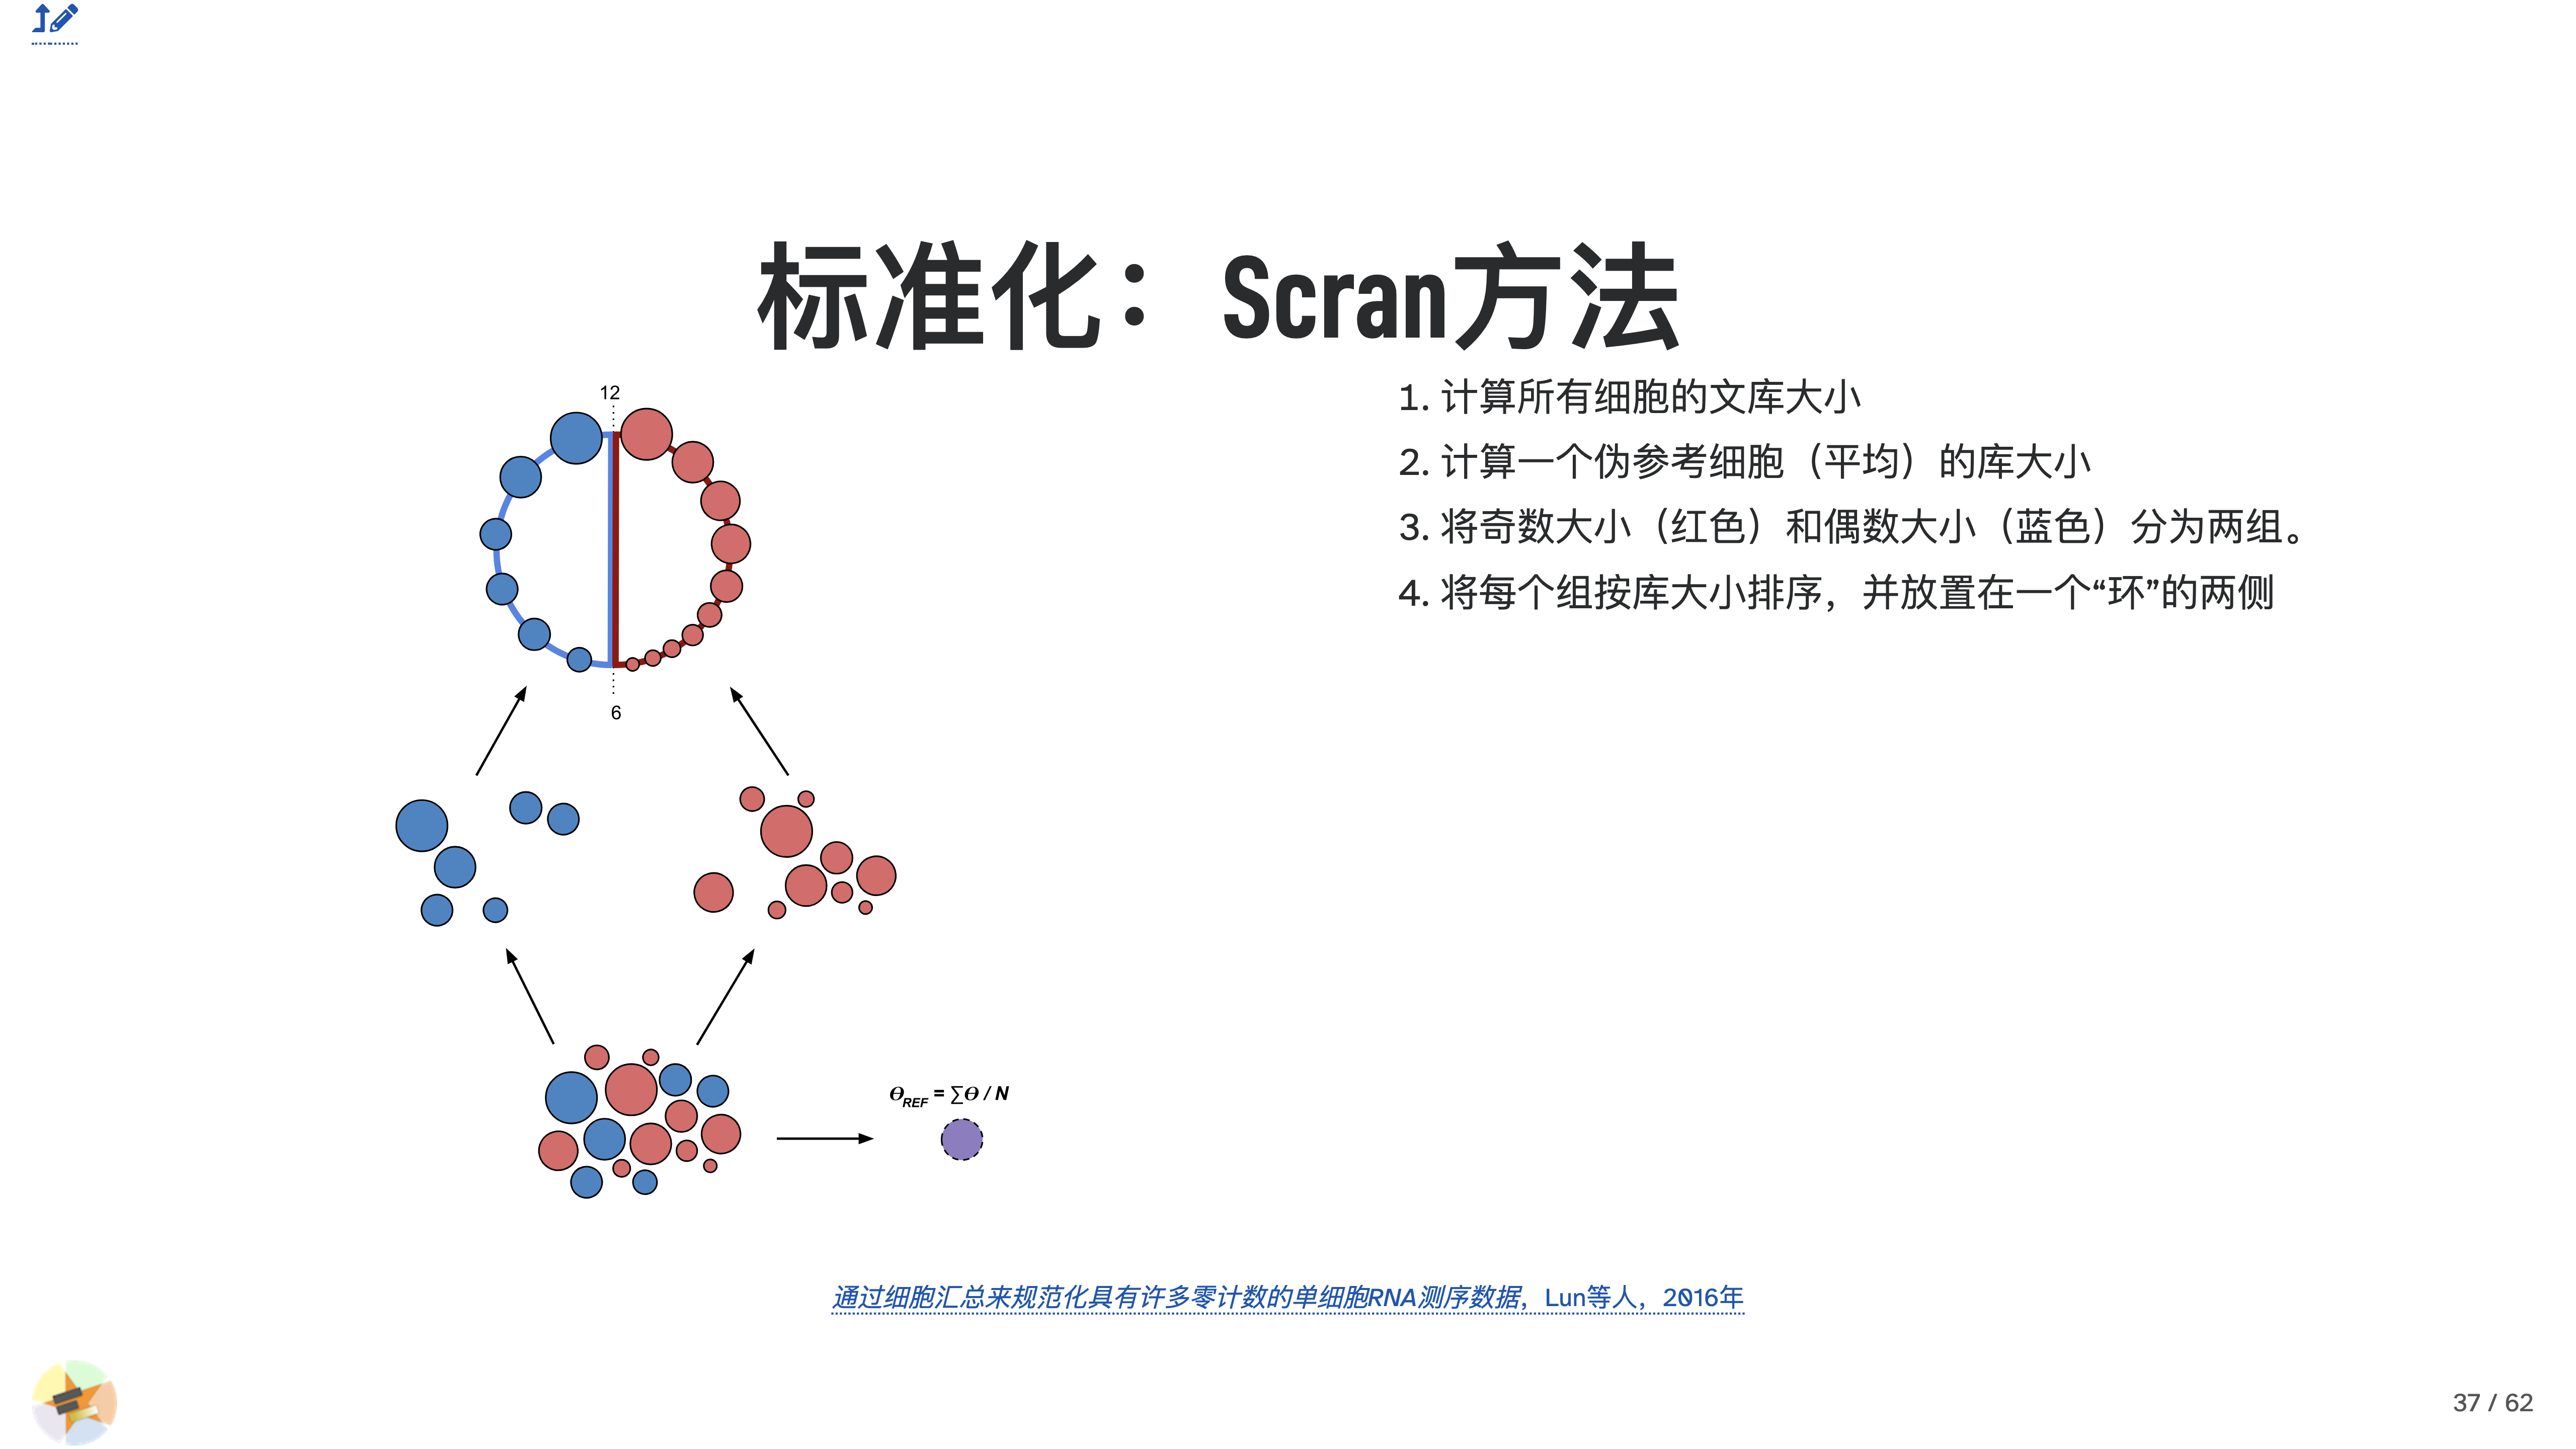 标准化：Scran方法
12
6
Θ_REF = ∑Θ / N
1. 计算所有细胞的文库大小
2. 计算一个伪参考细胞（平均）的库大小
3. 将奇数大小（红色）和偶数大小（蓝色）分为两组。
4. 将每个组按库大小排序，并放置在一个“环”的两侧
通过细胞汇总来规范化具有许多零计数的单细胞RNA测序数据，Lun等人，2016年
37 / 62